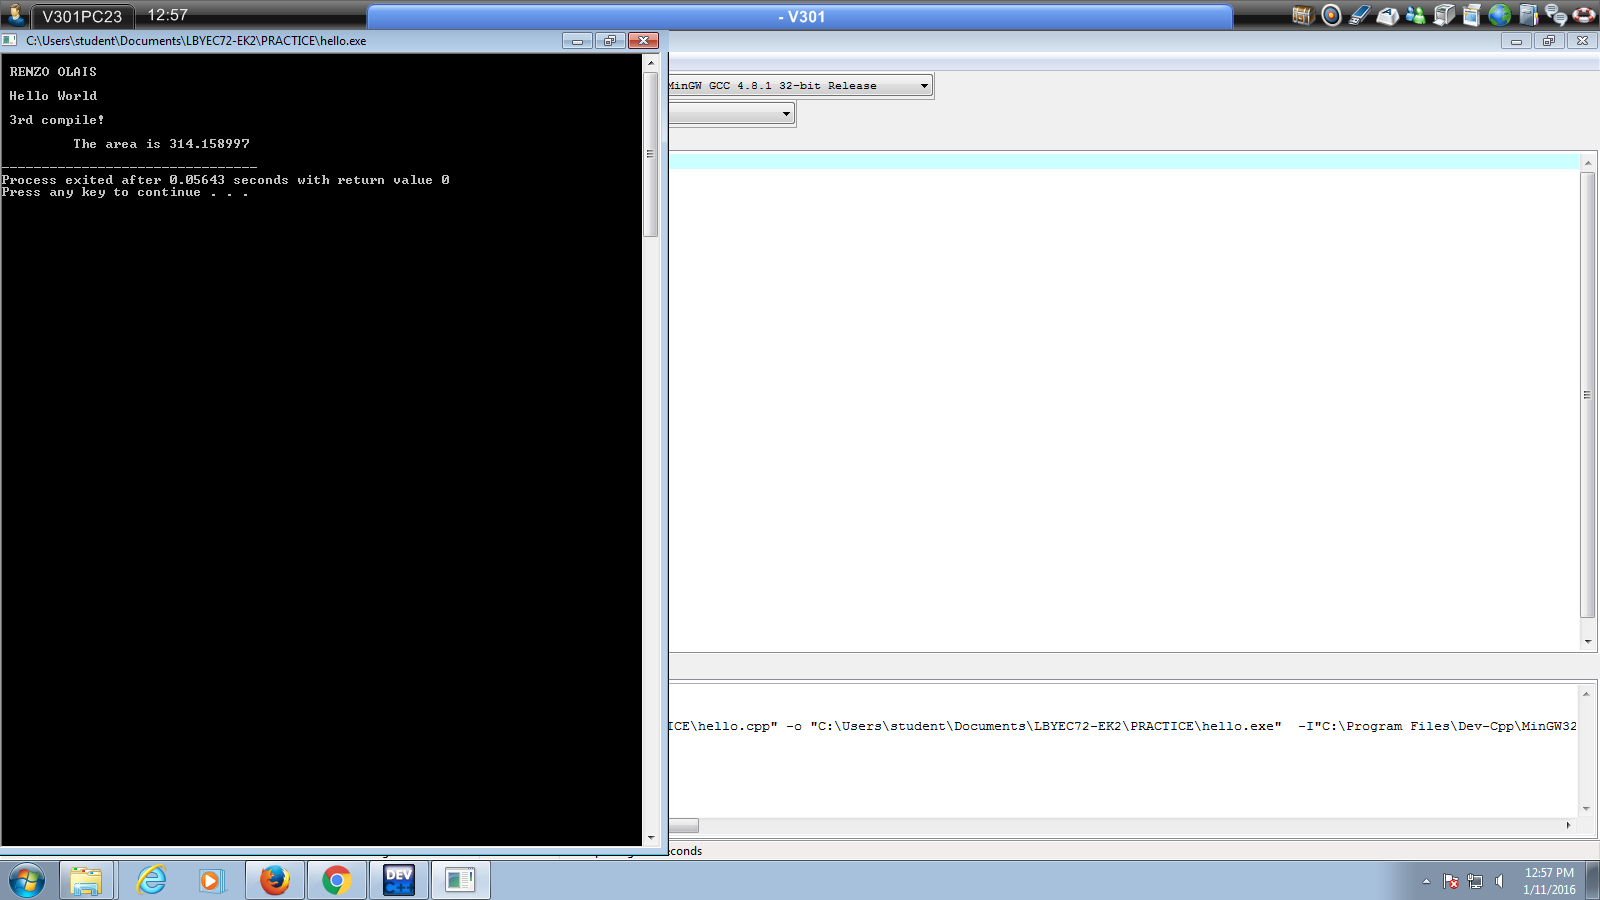 V301PC23 12:57 - V301
C:\Users\student\Documents\LBYEC72-EK2\PRACTICE\hello.exe
RENZO OLAIS
Hello World
3rd compile!
The area is 314.158997
--------------------------------
Process exited after 0.05643 seconds with return value 0
Press any key to continue . . .
MinGW GCC 4.8.1 32-bit Release
ICE\hello.cpp" -o "C:\Users\student\Documents\LBYEC72-EK2\PRACTICE\hello.exe" -I"C:\Program Files\Dev-Cpp\MinGW32
econds
DEV
C++
12:57 PM
1/11/2016